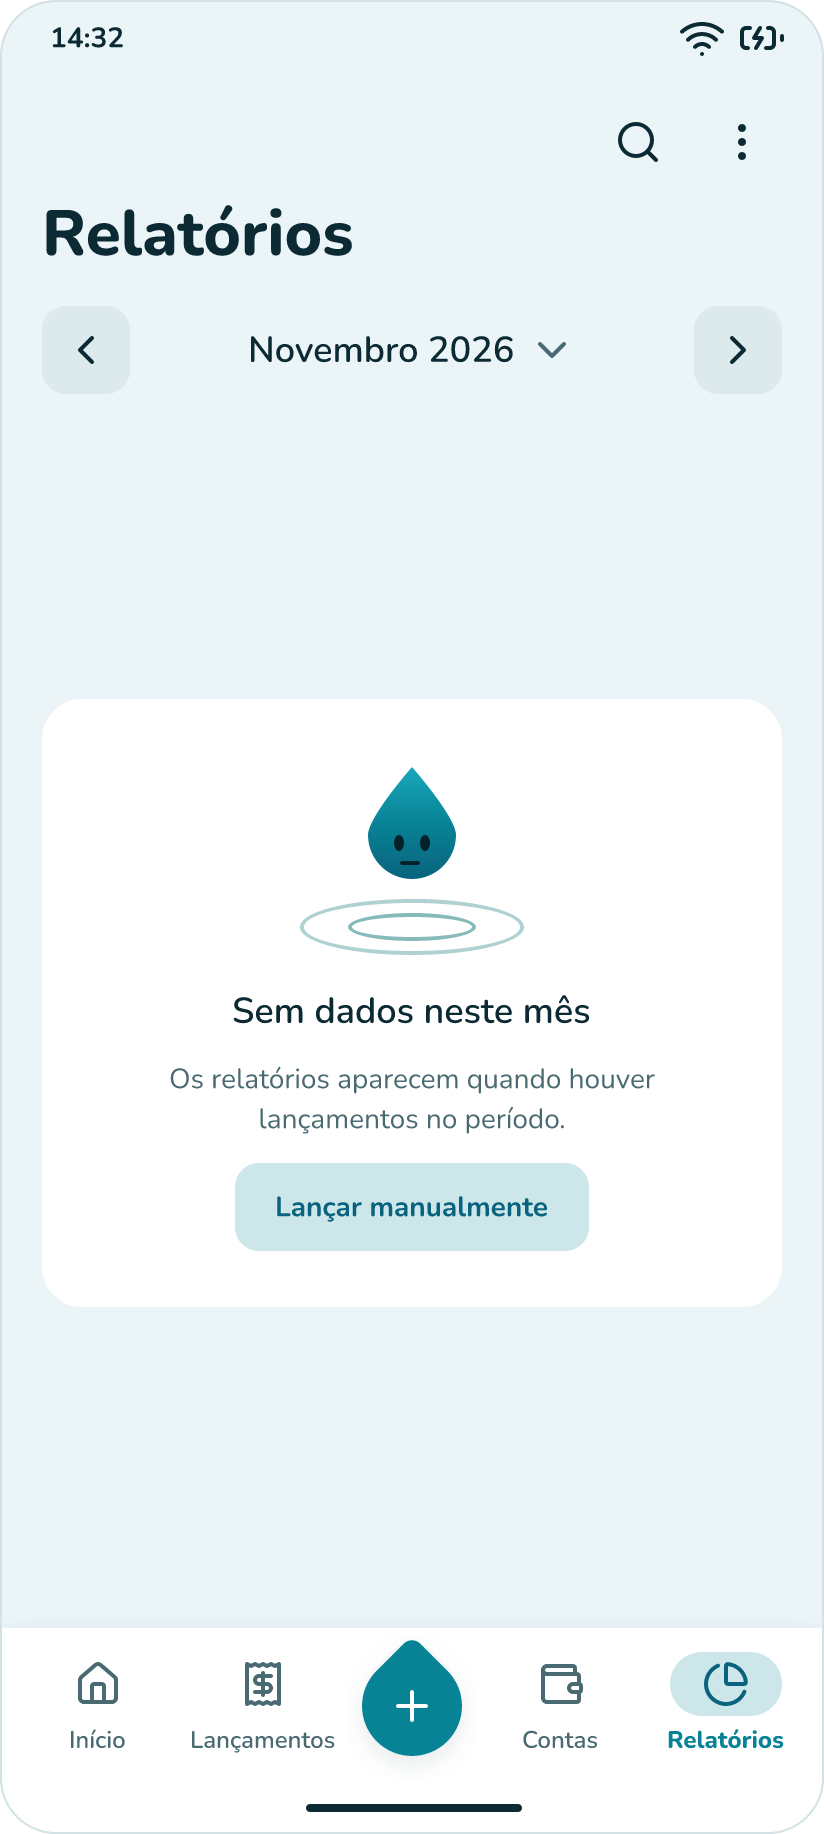 14:32
Relatórios
Novembro 2026
Sem dados neste mês
Os relatórios aparecem quando houver
lançamentos no período.
Lançar manualmente
Início
Lançamentos
Contas
Relatórios